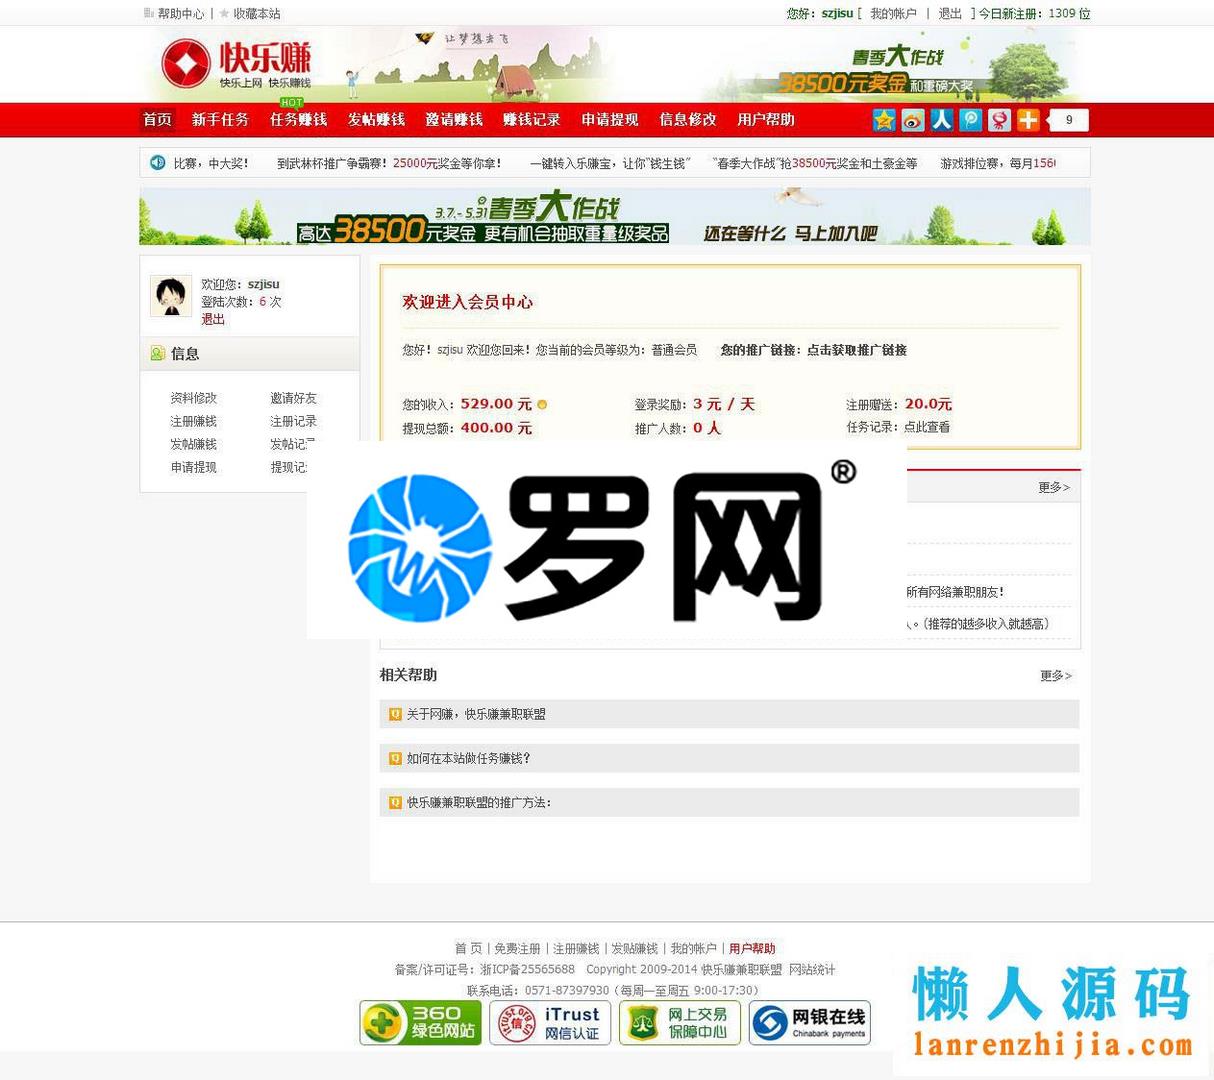 帮助中心 | 收藏本站
您好：szjisu [ 我的帐户 | 退出 ] 今日新注册：1309 位
快乐赚
快乐上网 快乐赚钱
让梦想去飞
春季大作战
38500元奖金和重磅大奖
HOT
首页 新手任务 任务赚钱 发帖赚钱 邀请赚钱 赚钱记录 申请提现 信息修改 用户帮助
9
比赛，中大奖！ 到武林杯推广争霸赛！25000元奖金等你拿！ 一键转入乐赚宝，让你“钱生钱” “春季大作战”抢38500元奖金和土豪金等 游戏排位赛，每月156
3.7.-5.31 春季大作战
高达38500元奖金 更有机会抽取重量级奖品
还在等什么 马上加入吧
欢迎您：szjisu
登陆次数：6 次
退出
信息
资料修改 邀请好友
注册赚钱 注册记录
发帖赚钱 发帖记
申请提现 提现记
欢迎进入会员中心
您好！szjisu 欢迎您回来！您当前的会员等级为：普通会员 您的推广链接：点击获取推广链接
您的收入：529.00 元 登录奖励：3 元 / 天 注册赠送：20.0元
提现总额：400.00 元 推广人数：0 人 任务记录：点此查看
罗网®
更多>
所有网络兼职朋友！
。（推荐的越多收入就越高）
相关帮助 更多>
Q 关于网赚，快乐赚兼职联盟
Q 如何在本站做任务赚钱？
Q 快乐赚兼职联盟的推广方法：
首 页 | 免费注册 | 注册赚钱 | 发贴赚钱 | 我的帐户 | 用户帮助
备案/许可证号：浙ICP备25565688 Copyright 2009-2014 快乐赚兼职联盟 网站统计
联系电话：0571-87397930（每周一至周五 9:00-17:30）
360 绿色网站
itrust.org.cn 信 iTrust 网信认证
网上交易 保障中心
网银在线 Chinabank payments
懒人源码
lanrenzhijia.com